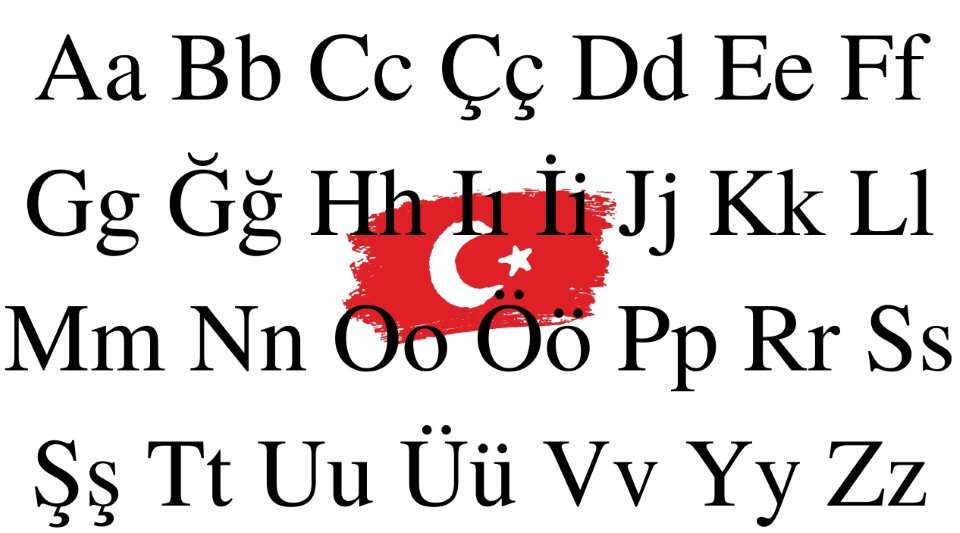 Aa Bb Cc Çç Dd Ee Ff
Gg Ğğ Hh Iı İi Jj Kk Ll
Mm Nn Oo Öö Pp Rr Ss
Şş Tt Uu Üü Vv Yy Zz